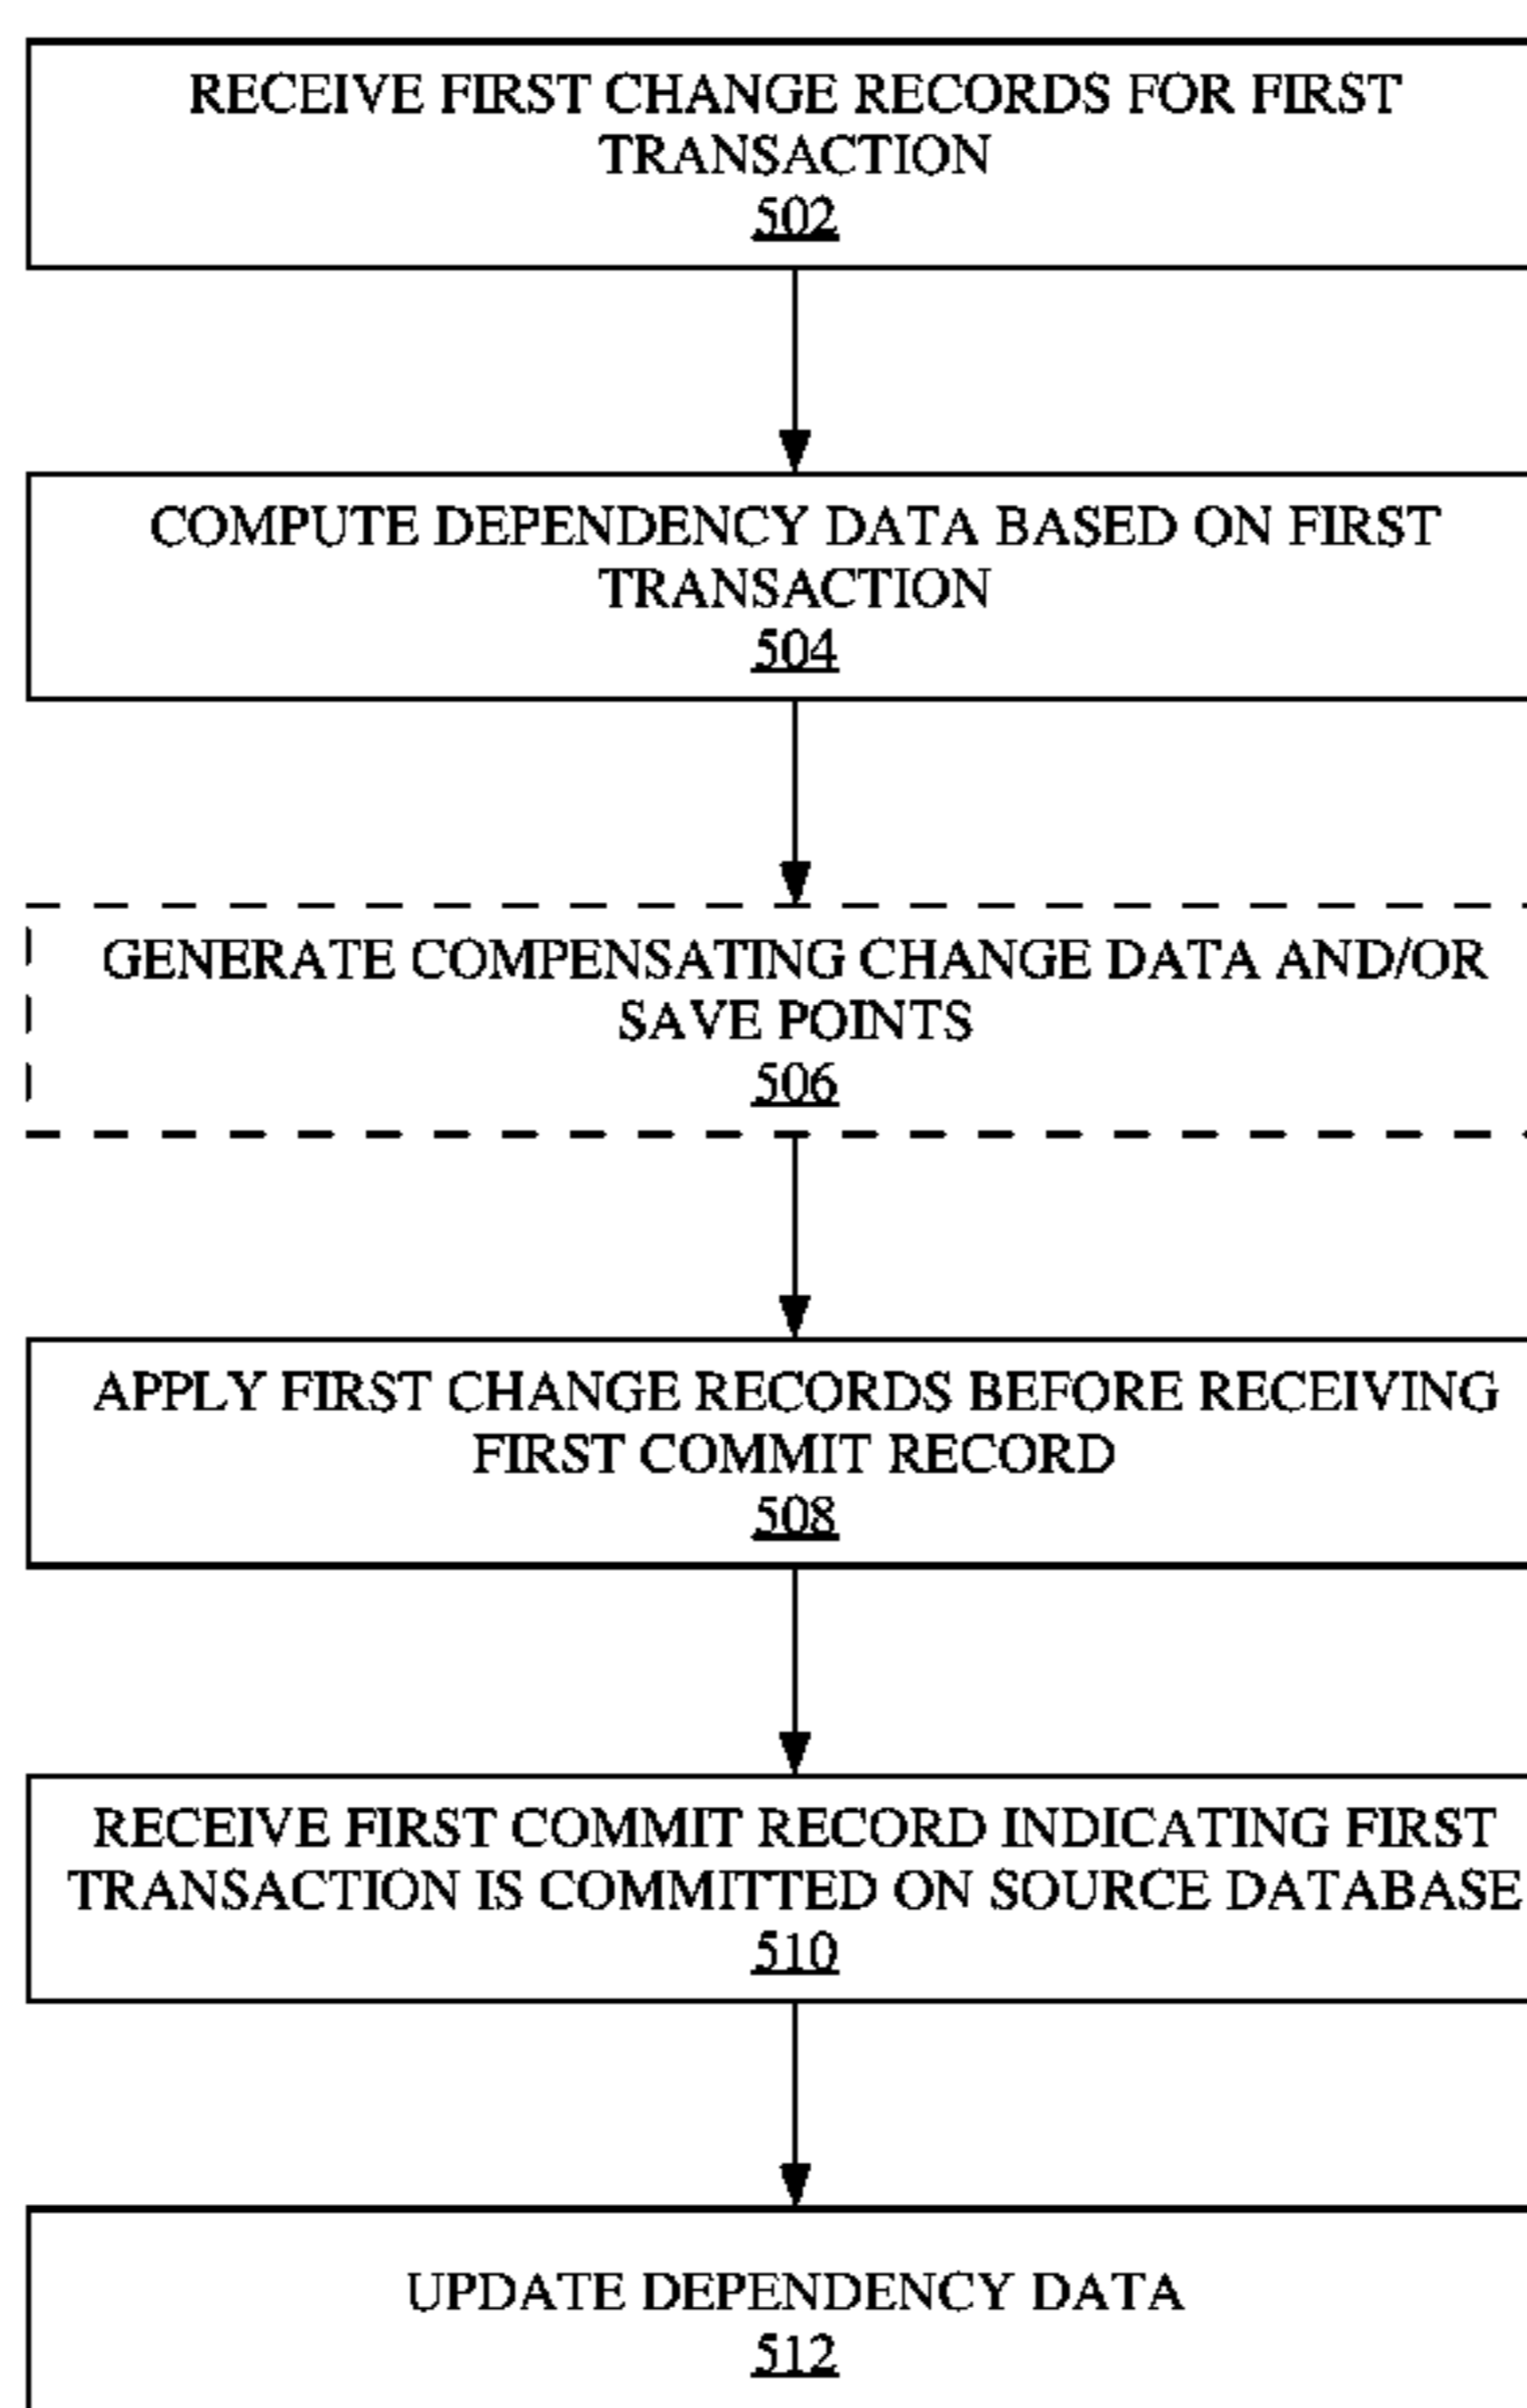 RECEIVE FIRST CHANGE RECORDS FOR FIRST
TRANSACTION
502
COMPUTE DEPENDENCY DATA BASED ON FIRST
TRANSACTION
504
GENERATE COMPENSATING CHANGE DATA AND/OR
SAVE POINTS
506
APPLY FIRST CHANGE RECORDS BEFORE RECEIVING
FIRST COMMIT RECORD
508
RECEIVE FIRST COMMIT RECORD INDICATING FIRST
TRANSACTION IS COMMITTED ON SOURCE DATABASE
510
UPDATE DEPENDENCY DATA
512